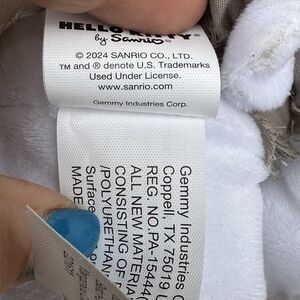 HELLO KITTY
by Sanrio
© 2024 SANRIO CO., LTD.
TM and ® denote U.S. Trademarks
Used Under License.
www.sanrio.com
Gemmy Industries Corp.
Gemmy Industries
Coppell, TX 75019 U
REG. NO.PA-15444(
ALL NEW MATERIA
CONSISTING OF
/POLYURETHAN
MADE
Surface